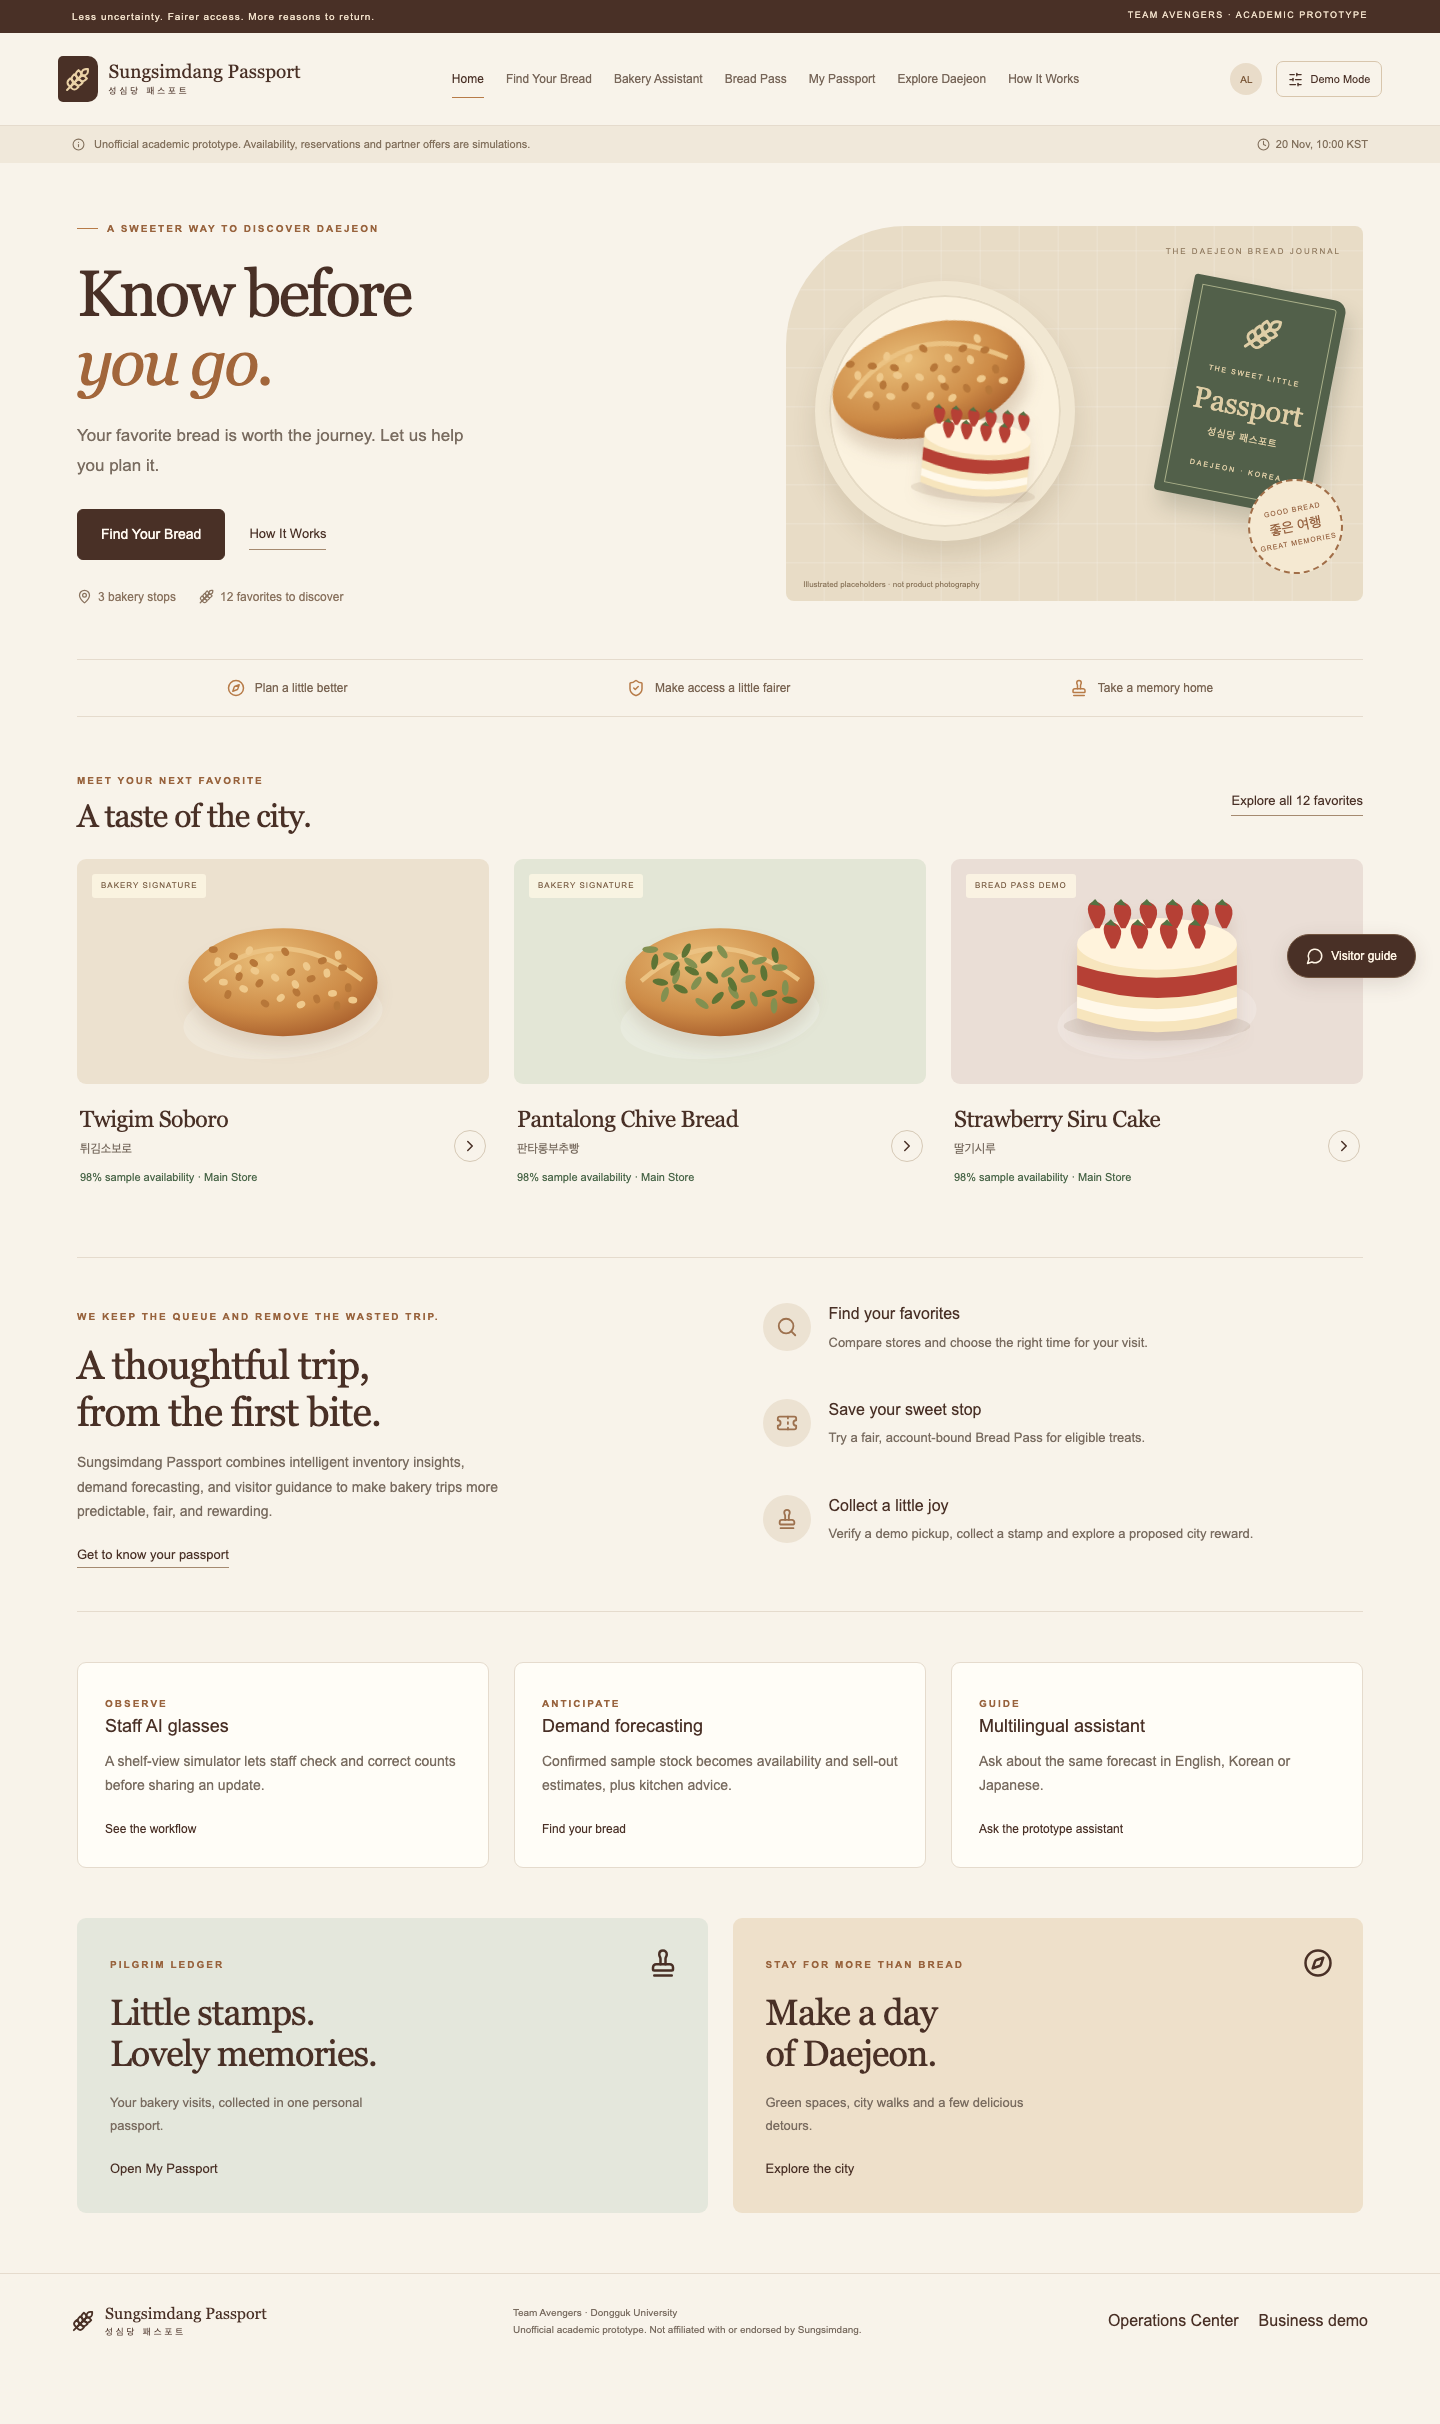 Less uncertainty. Fairer access. More reasons to return.
TEAM AVENGERS · ACADEMIC PROTOTYPE
Sungsimdang Passport
성심당 패스포트
Home
Find Your Bread
Bakery Assistant
Bread Pass
My Passport
Explore Daejeon
How It Works
AL
Demo Mode
Unofficial academic prototype. Availability, reservations and partner offers are simulations.
20 Nov, 10:00 KST
A SWEETER WAY TO DISCOVER DAEJEON
Know before
you go.
Your favorite bread is worth the journey. Let us help
you plan it.
Find Your Bread
How It Works
3 bakery stops
12 favorites to discover
THE DAEJEON BREAD JOURNAL
THE SWEET LITTLE
Passport
성심당 패스포트
DAEJEON · KOREA
GOOD BREAD
좋은 여행
GREAT MEMORIES
Illustrated placeholders · not product photography
Plan a little better
Make access a little fairer
Take a memory home
MEET YOUR NEXT FAVORITE
A taste of the city.
Explore all 12 favorites
BAKERY SIGNATURE
Twigim Soboro
튀김소보로
98% sample availability · Main Store
BAKERY SIGNATURE
Pantalong Chive Bread
판타롱부추빵
98% sample availability · Main Store
BREAD PASS DEMO
Strawberry Siru Cake
딸기시루
98% sample availability · Main Store
Visitor guide
WE KEEP THE QUEUE AND REMOVE THE WASTED TRIP.
A thoughtful trip,
from the first bite.
Sungsimdang Passport combines intelligent inventory insights,
demand forecasting, and visitor guidance to make bakery trips more
predictable, fair, and rewarding.
Get to know your passport
Find your favorites
Compare stores and choose the right time for your visit.
Save your sweet stop
Try a fair, account-bound Bread Pass for eligible treats.
Collect a little joy
Verify a demo pickup, collect a stamp and explore a proposed city reward.
OBSERVE
Staff AI glasses
A shelf-view simulator lets staff check and correct counts
before sharing an update.
See the workflow
ANTICIPATE
Demand forecasting
Confirmed sample stock becomes availability and sell-out
estimates, plus kitchen advice.
Find your bread
GUIDE
Multilingual assistant
Ask about the same forecast in English, Korean or
Japanese.
Ask the prototype assistant
PILGRIM LEDGER
Little stamps.
Lovely memories.
Your bakery visits, collected in one personal
passport.
Open My Passport
STAY FOR MORE THAN BREAD
Make a day
of Daejeon.
Green spaces, city walks and a few delicious
detours.
Explore the city
Sungsimdang Passport
성심당 패스포트
Team Avengers · Dongguk University
Unofficial academic prototype. Not affiliated with or endorsed by Sungsimdang.
Operations Center
Business demo